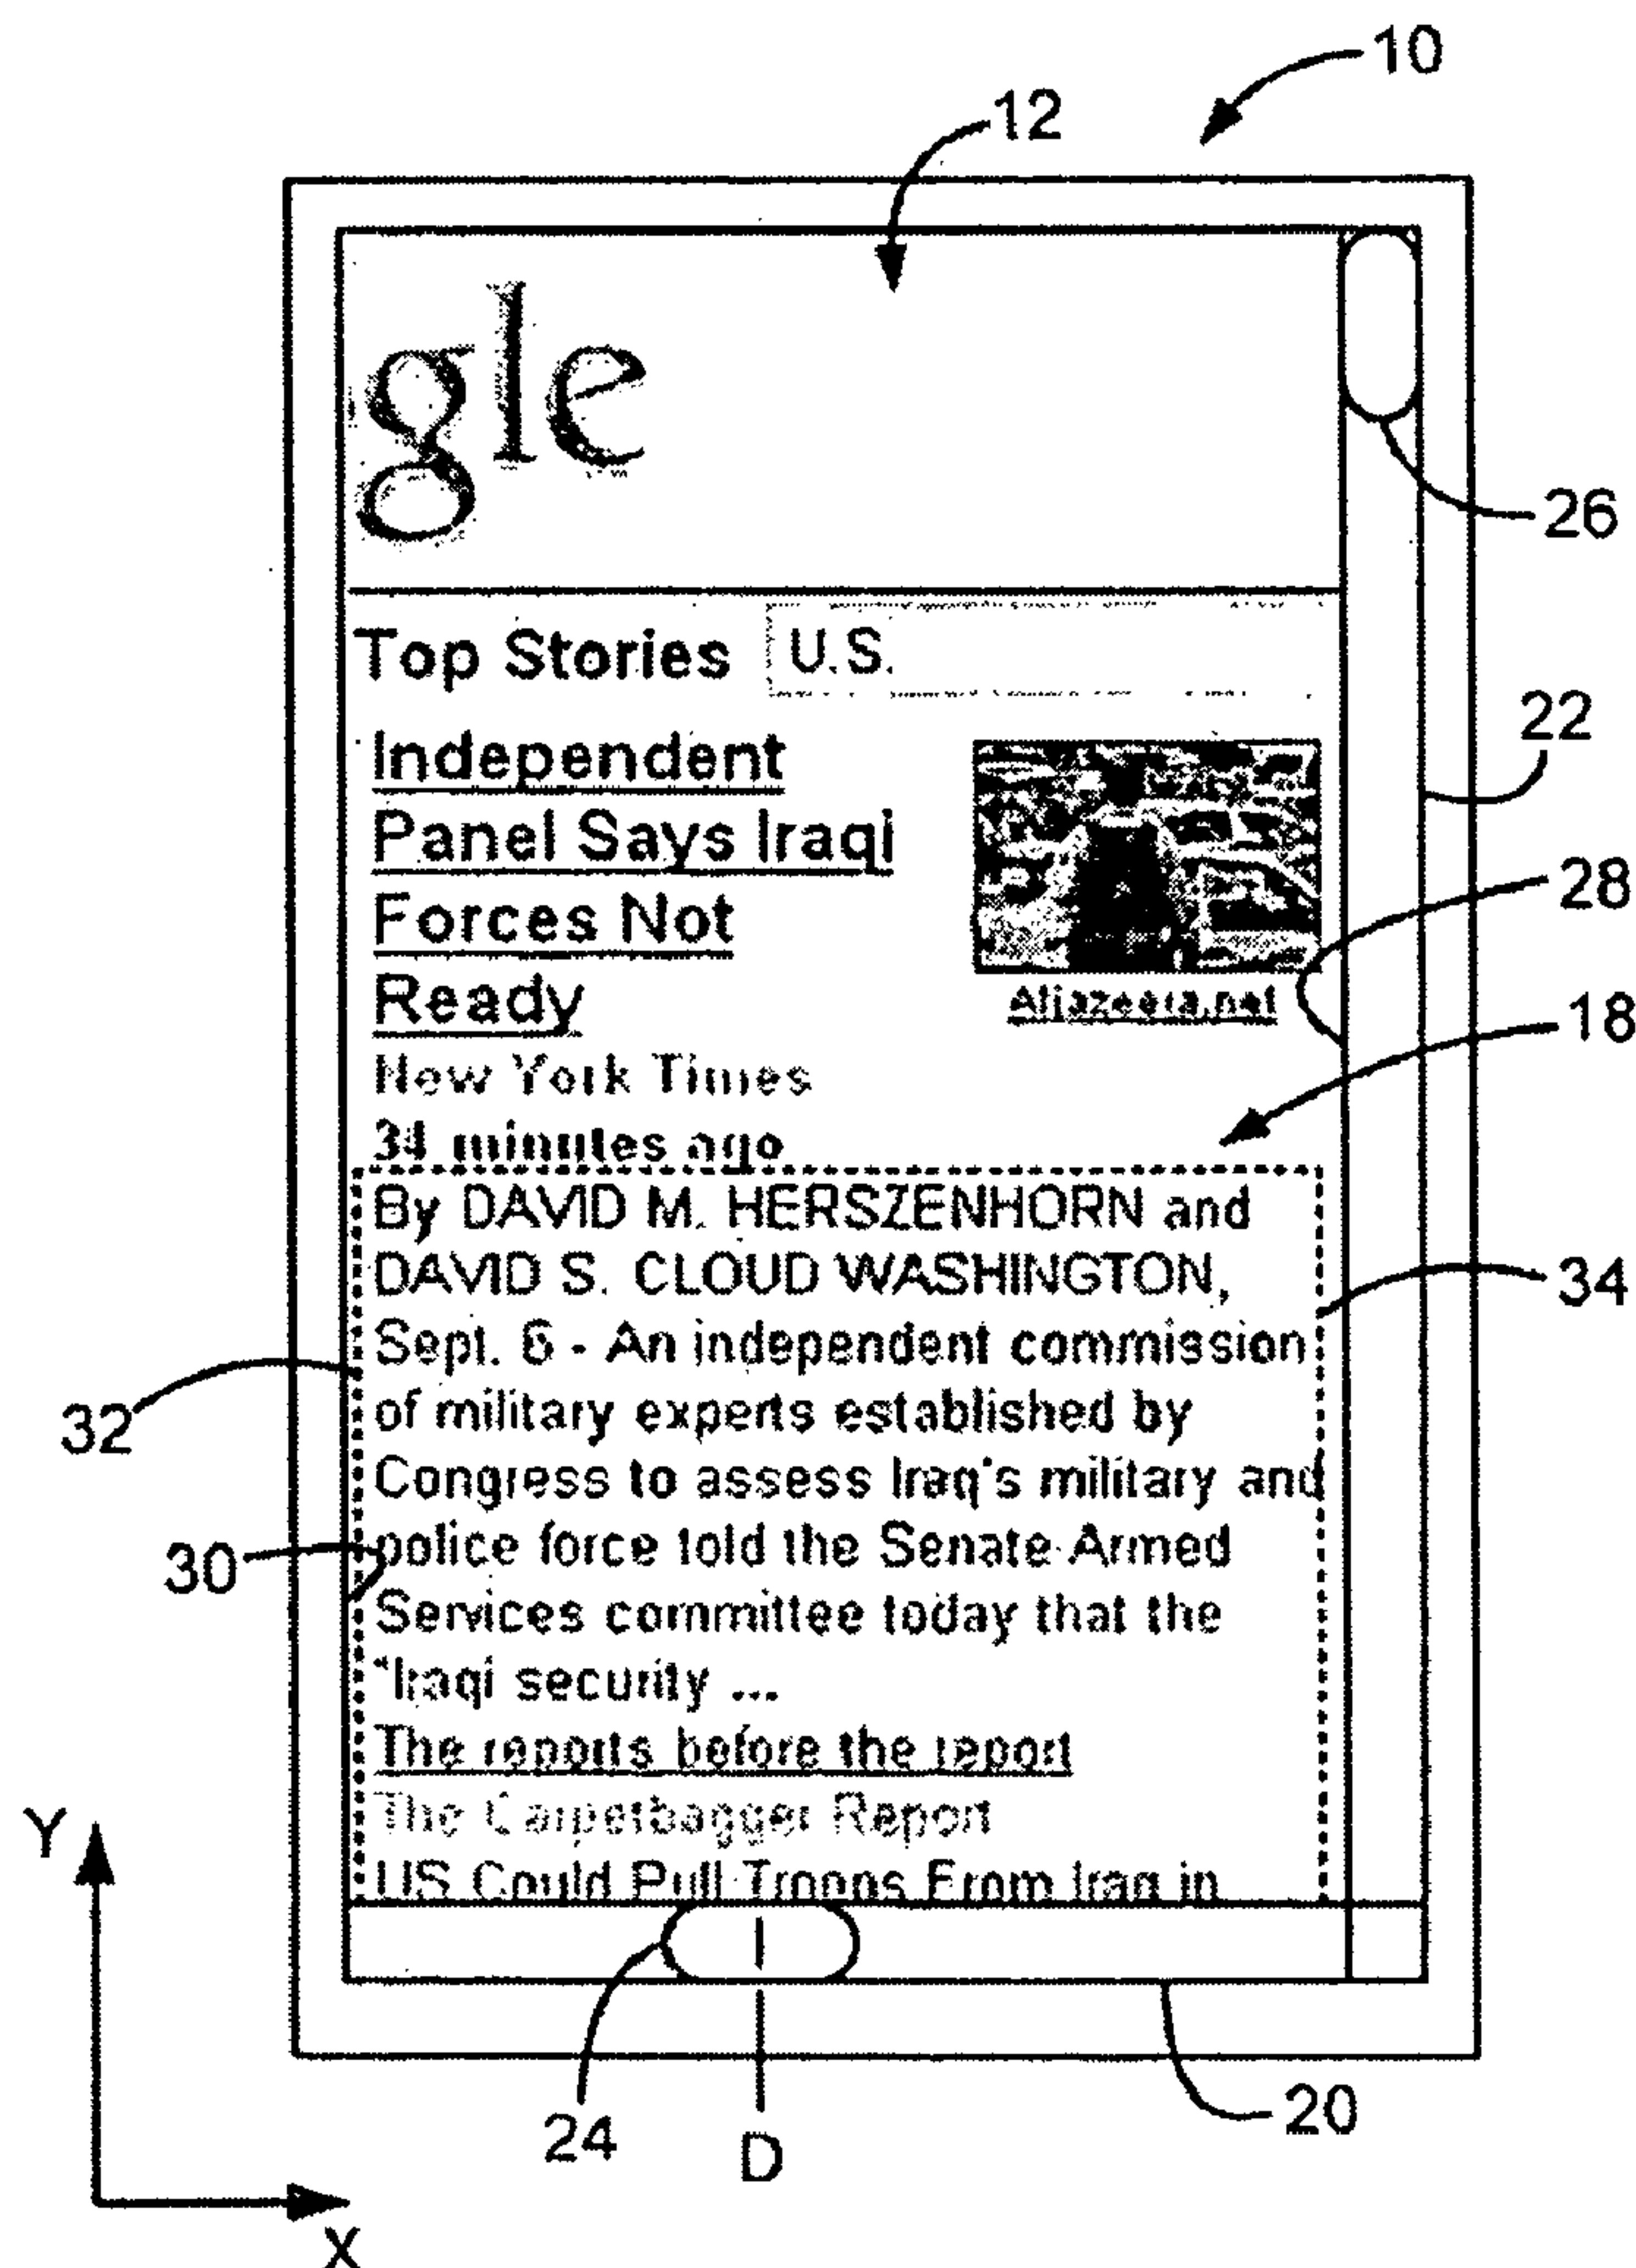 10
12
gle
26
Top Stories U.S.
22
Independent
Panel Says Iraqi
28
Forces Not
Ready
Aljazeera.net
18
New York Times
34 minutes ago
By DAVID M. HERSZENHORN and
DAVID S. CLOUD WASHINGTON,
34
Sept. 6 - An independent commission
32
of military experts established by
Congress to assess Iraq's military and
30
police force told the Senate Armed
Services committee today that the
"Iraqi security ...
The reports before the report
The Carpetbagger Report
US Could Pull Troops From Iraq in
Y
24
D
20
X